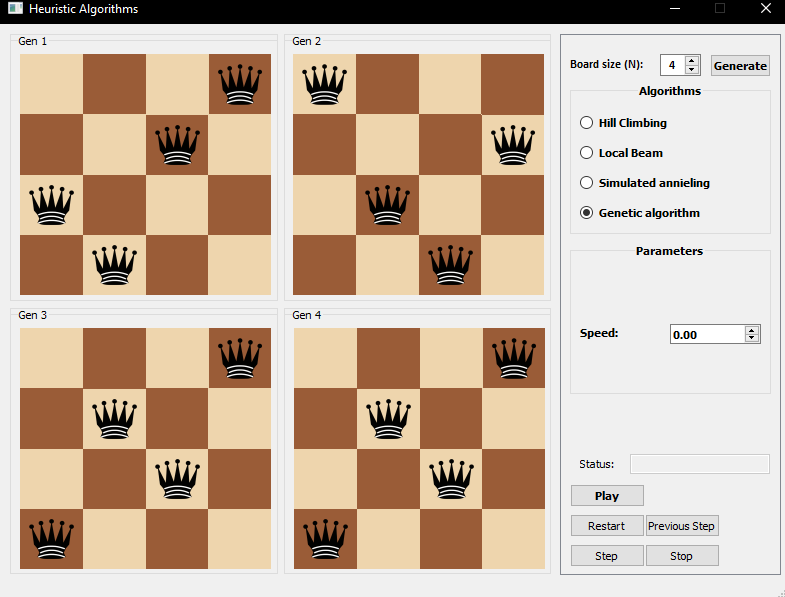 Heuristic Algorithms
Gen 1
Gen 2
Board size (N):
4
Generate
Algorithms
Hill Climbing
Local Beam
Simulated annieling
Genetic algorithm
Parameters
Gen 3
Gen 4
Speed:
0.00
Status:
Play
Restart
Previous Step
Step
Stop